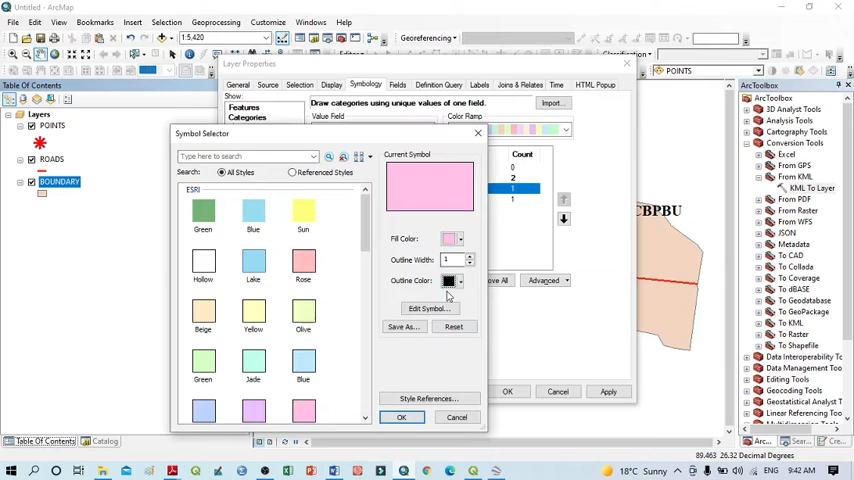 Untitled - ArcMap
File Edit View Bookmarks Insert Selection Geoprocessing Customize Windows Help
1:5,420
Georeferencing
POINTS
Table Of Contents
Layers
POINTS
ROADS
BOUNDARY
Layer Properties
General Source Selection Display Symbology Fields Definition Query Labels Joins & Relates Time HTML Popup
Show:
Features
Categories
Draw categories using unique values of one field.
Import...
Value Field
Color Ramp
Count
0
2
1
1
Advanced
OK Cancel Apply
Symbol Selector
Type here to search
Search: All Styles Referenced Styles
ESRI
Green Blue Sun
Hollow Lake Rose
Beige Yellow Olive
Green Jade Blue
Current Symbol
Fill Color:
Outline Width: 1
Outline Color:
Edit Symbol...
Save As... Reset
Style References...
OK Cancel
CBPBU
ArcToolbox
ArcToolbox
3D Analyst Tools
Analysis Tools
Cartography Tools
Conversion Tools
Excel
From GPS
From KML
KML To Layer
From PDF
From Raster
From WFS
JSON
Metadata
To CAD
To Collada
To Coverage
To dBASE
To Geodatabase
To GeoPackage
To KML
To Raster
To Shapefile
Data Interoperability Tools
Data Management Tools
Editing Tools
Geocoding Tools
Geostatistical Analyst Tools
Linear Referencing Tools
Table Of Contents Catalog
Arc... Sear... Cre...
89.463 26.32 Decimal Degrees
18°C Sunny
ENG 9:42 AM